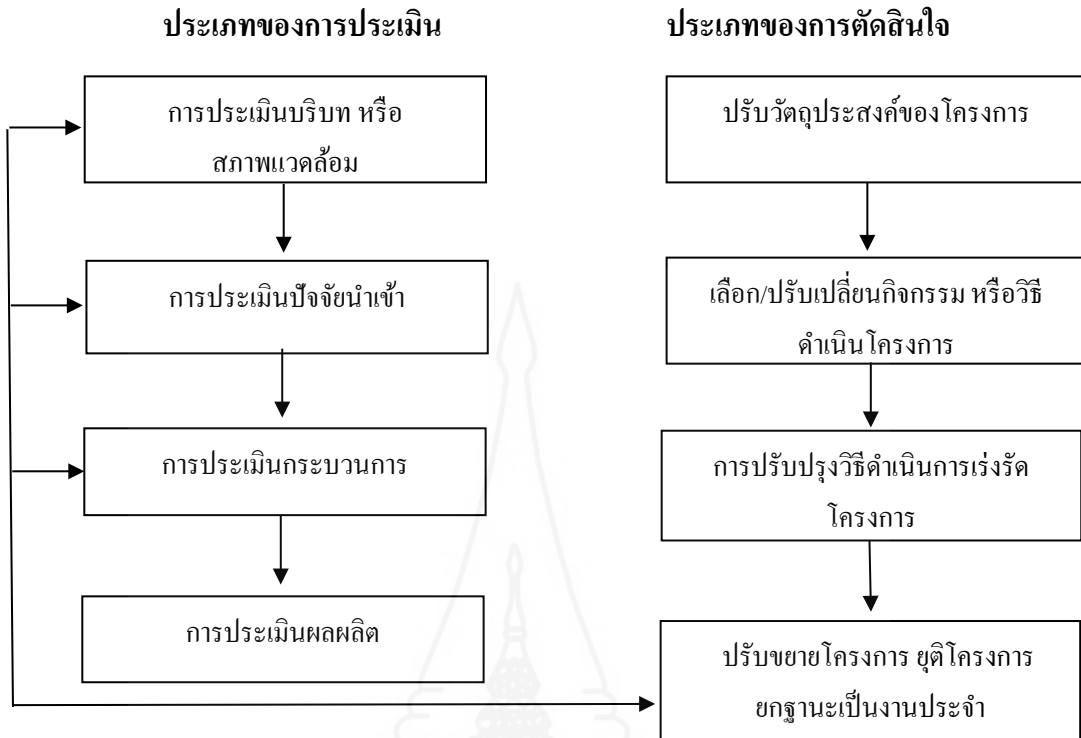 ประเภทของการประเมิน
ประเภทของการตัดสินใจ
การประเมินบริบท หรือ
สภาพแวดล้อม
ปรับวัตถุประสงค์ของโครงการ
การประเมินปัจจัยนำเข้า
เลือก/ปรับเปลี่ยนกิจกรรม หรือวิธี
ดำเนินโครงการ
การประเมินกระบวนการ
การปรับปรุงวิธีดำเนินการเร่งรัด
โครงการ
การประเมินผลผลิต
ปรับขยายโครงการ ยุติโครงการ
ยกฐานะเป็นงานประจำ